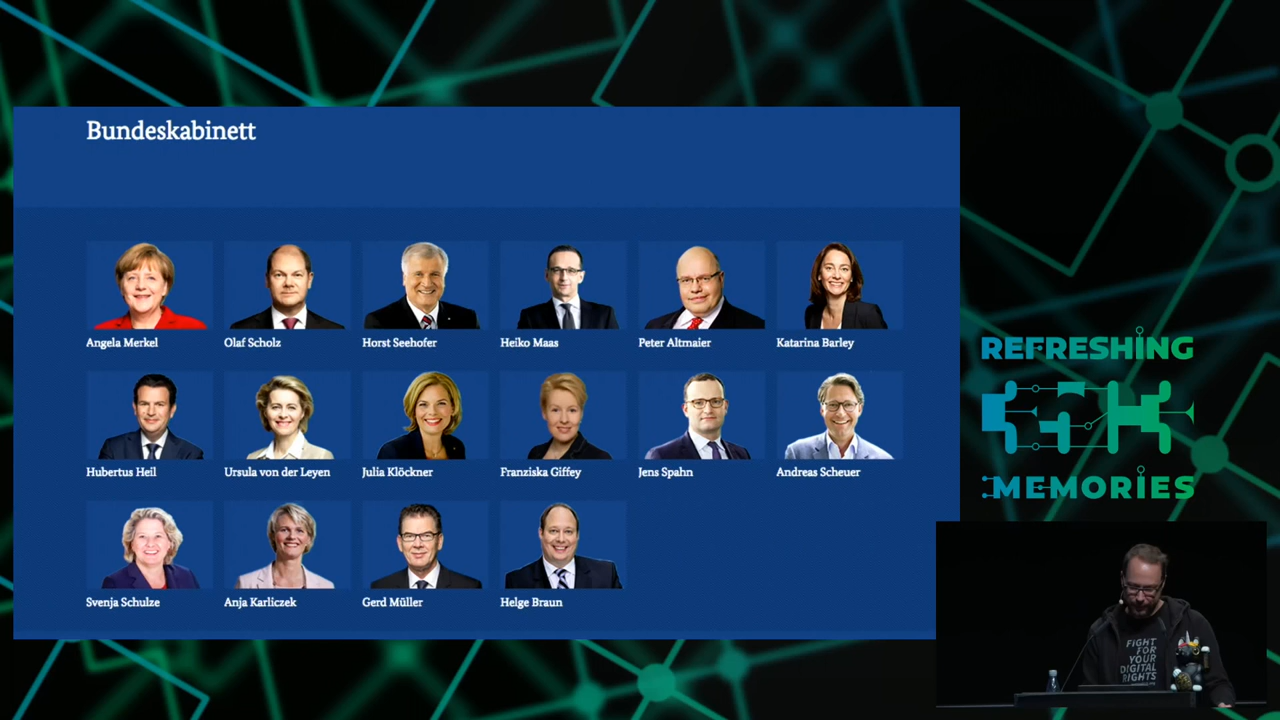 Bundeskabinett
Angela Merkel
Olaf Scholz
Horst Seehofer
Heiko Maas
Peter Altmaier
Katarina Barley
Hubertus Heil
Ursula von der Leyen
Julia Klöckner
Franziska Giffey
Jens Spahn
Andreas Scheuer
Svenja Schulze
Anja Karliczek
Gerd Müller
Helge Braun
REFRESHING
MEMORIES
FIGHT
FOR
YOUR
DIGITAL
RIGHTS